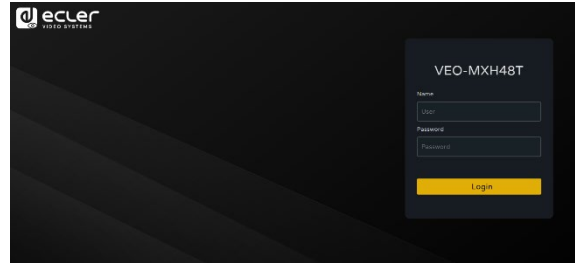 ecler
VIDEO SYSTEMS
VEO-MXH48T
Name
User
Password
Password
Login